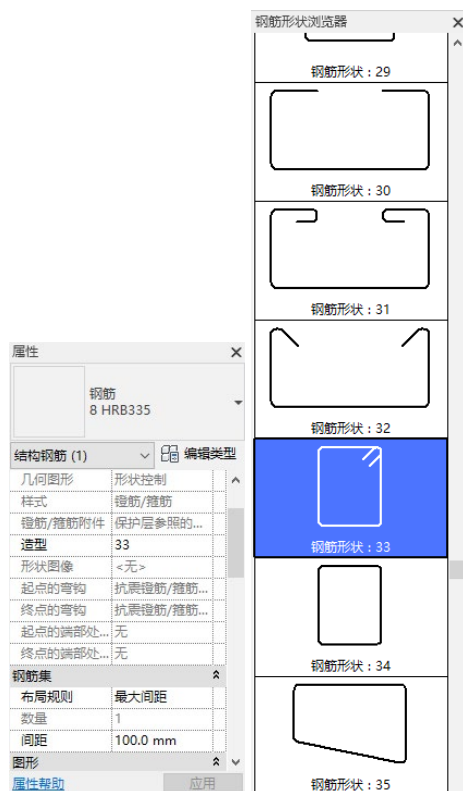 钢筋形状浏览器
钢筋形状 : 29
钢筋形状 : 30
钢筋形状 : 31
钢筋形状 : 32
钢筋形状 : 33
钢筋形状 : 34
钢筋形状 : 35
属性
钢筋
8 HRB335
结构钢筋 (1)
编辑类型
几何图形 形状控制
样式 镫筋/箍筋
镫筋/箍筋附件 保护层参照的...
造型 33
形状图像 <无>
起点的弯钩 抗震镫筋/箍筋...
终点的弯钩 抗震镫筋/箍筋...
起点的端部处... 无
终点的端部处... 无
钢筋集
布局规则 最大间距
数量 1
间距 100.0 mm
图形
属性帮助 应用